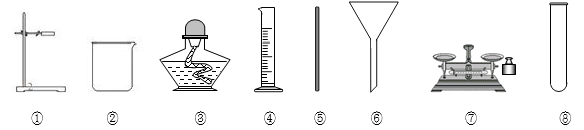 ① ② ③ ④ ⑤ ⑥ ⑦ ⑧